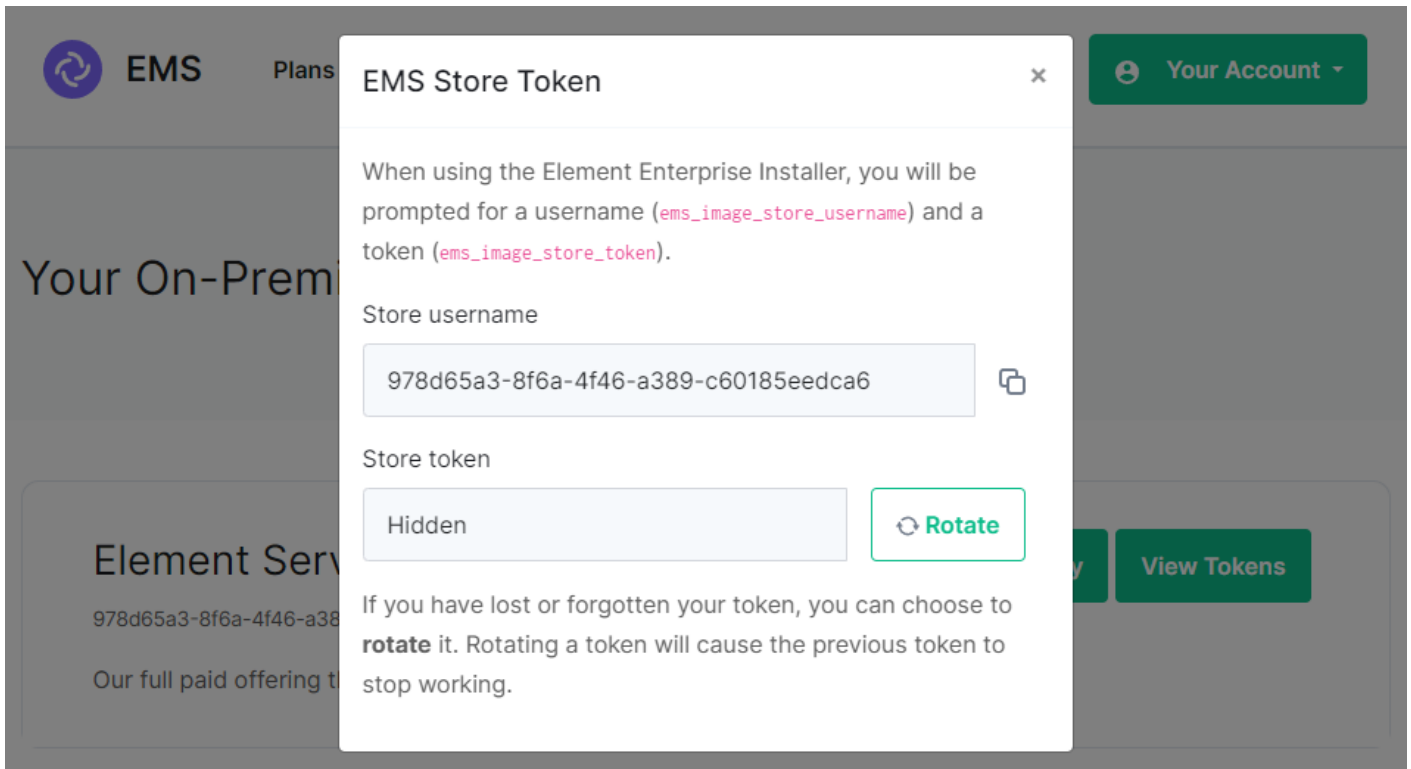 EMS
Plans
Your Account
EMS Store Token
When using the Element Enterprise Installer, you will be
prompted for a username (ems_image_store_username) and a
token (ems_image_store_token).
Your On-Premi
Store username
978d65a3-8f6a-4f46-a389-c60185eedca6
Store token
Hidden
Rotate
Element Serv
y
View Tokens
978d65a3-8f6a-4f46-a38
If you have lost or forgotten your token, you can choose to
rotate it. Rotating a token will cause the previous token to
stop working.
Our full paid offering t